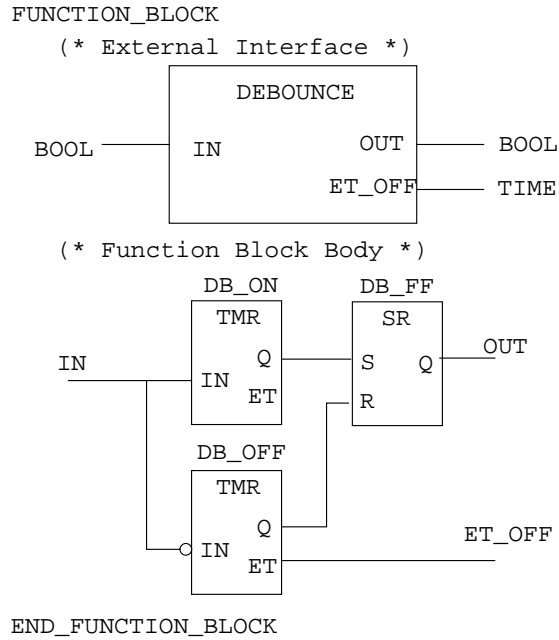 FUNCTION_BLOCK
(* External Interface *)
DEBOUNCE
BOOL IN OUT BOOL
ET_OFF TIME
(* Function Block Body *)
DB_ON DB_FF
TMR SR
IN Q S Q OUT
IN ET
R
DB_OFF
TMR
Q ET_OFF
IN ET
END_FUNCTION_BLOCK